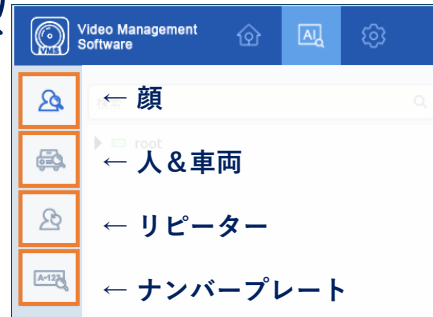 Video Management
Software
VMS
AI
← 顔
root
← 人＆車両
← リピーター
A-123
← ナンバープレート